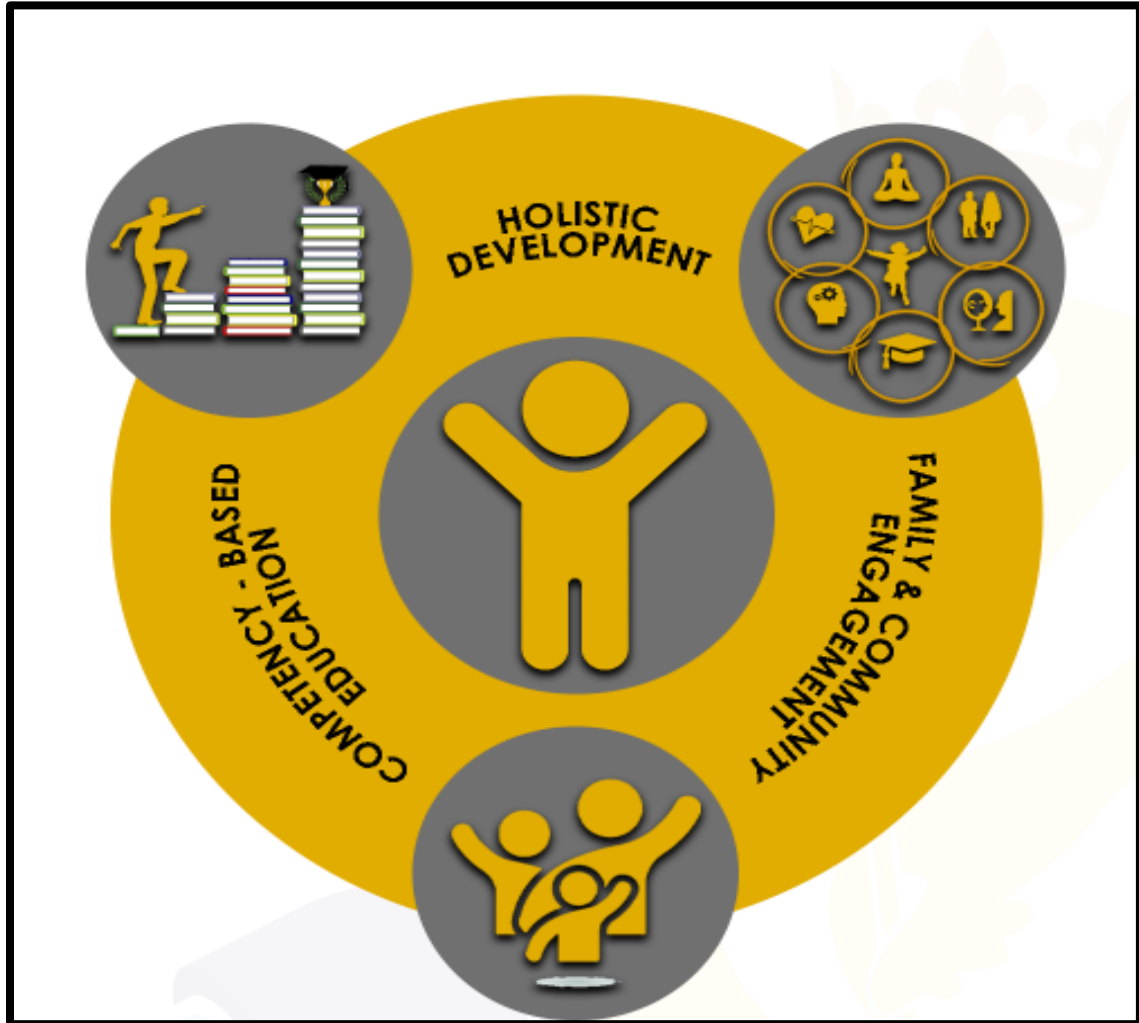 HOLISTIC
DEVELOPMENT
COMPETENCY - BASED
EDUCATION
FAMILY & COMMUNITY
ENGAGEMENT